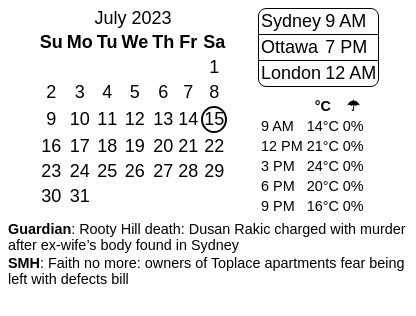 July 2023
Su Mo Tu We Th Fr Sa
1
2 3 4 5 6 7 8
9 10 11 12 13 14 15
16 17 18 19 20 21 22
23 24 25 26 27 28 29
30 31
Sydney 9 AM
Ottawa 7 PM
London 12 AM
°C ☂
9 AM 14°C 0%
12 PM 21°C 0%
3 PM 24°C 0%
6 PM 20°C 0%
9 PM 16°C 0%
Guardian: Rooty Hill death: Dusan Rakic charged with murder
after ex-wife’s body found in Sydney
SMH: Faith no more: owners of Toplace apartments fear being
left with defects bill